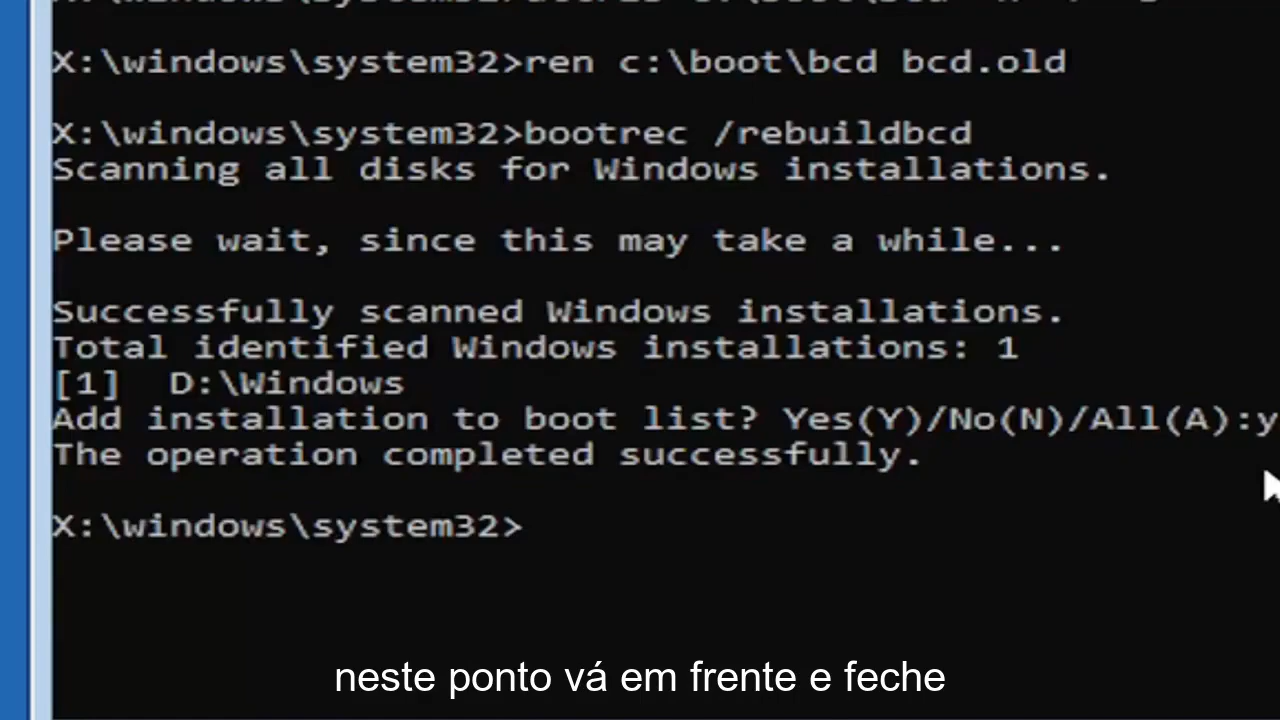 X:\windows\system32>ren c:\boot\bcd bcd.old
X:\windows\system32>bootrec /rebuildbcd
Scanning all disks for Windows installations.
Please wait, since this may take a while...
Successfully scanned Windows installations.
Total identified Windows installations: 1
[1]  D:\Windows
Add installation to boot list? Yes(Y)/No(N)/All(A):y
The operation completed successfully.
X:\windows\system32>
neste ponto vá em frente e feche